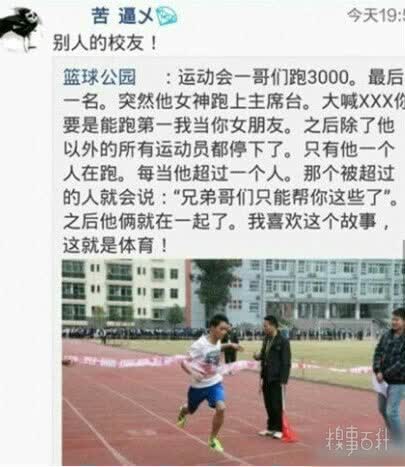 苦 逼乄
今天19:5
别人的校友！
篮球公园 ：运动会一哥们跑3000。最后
一名。突然他女神跑上主席台。大喊XXX你
要是能跑第一我当你女朋友。之后除了他
以外的所有运动员都停下了。只有他一个
人在跑。每当他超过一个人。那个被超过
的人就会说：“兄弟哥们只能帮你这些了”。
之后他俩就在一起了。我喜欢这个故事，
这就是体育！
糗事百科